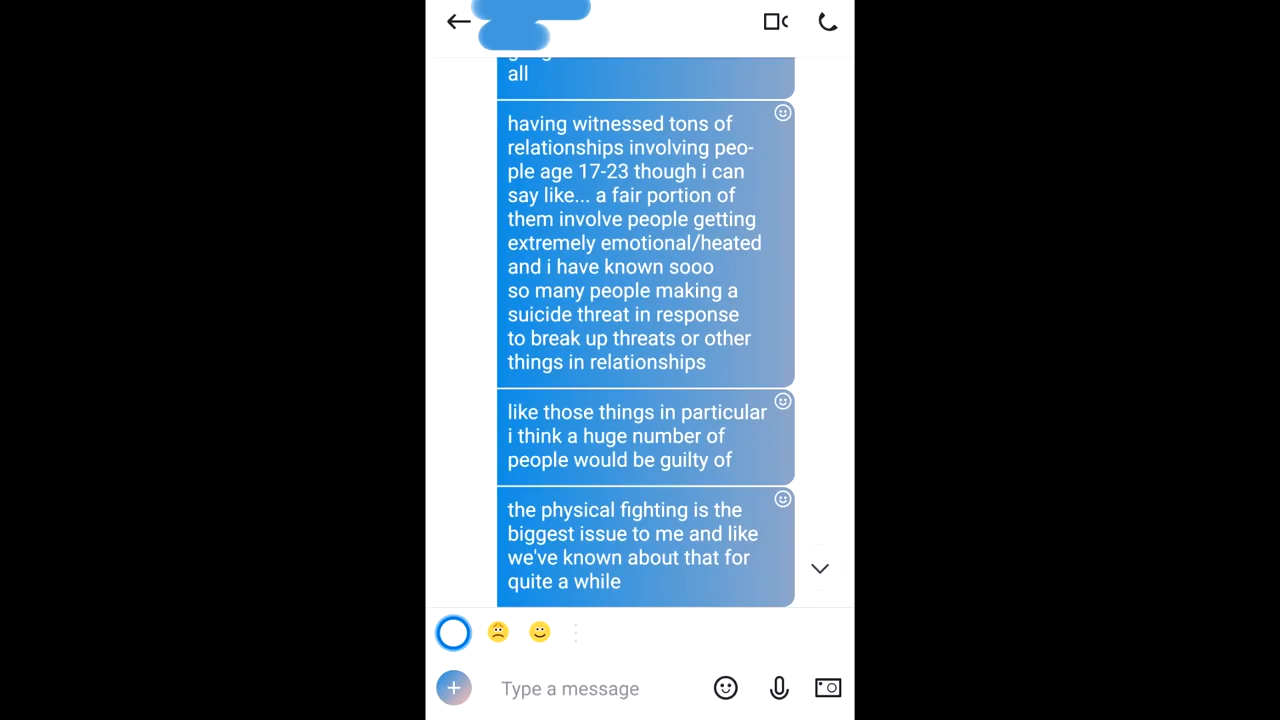 all
having witnessed tons of
relationships involving peo-
ple age 17-23 though i can
say like... a fair portion of
them involve people getting
extremely emotional/heated
and i have known sooo
so many people making a
suicide threat in response
to break up threats or other
things in relationships
like those things in particular
i think a huge number of
people would be guilty of
the physical fighting is the
biggest issue to me and like
we've known about that for
quite a while
Type a message